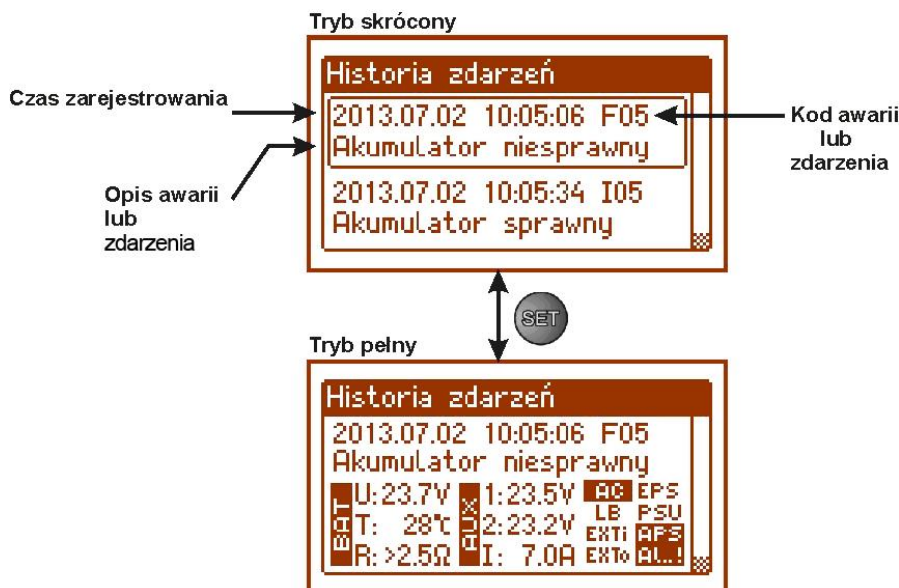 Tryb skrócony
Historia zdarzeń
Czas zarejestrowania
2013.07.02 10:05:06 F05
Kod awarii
lub
zdarzenia
Akumulator niesprawny
Opis awarii
lub
zdarzenia
2013.07.02 10:05:34 I05
Akumulator sprawny
SET
Tryb pełny
Historia zdarzeń
2013.07.02 10:05:06 F05
Akumulator niesprawny
BAT
U:23.7V
T: 28℃
R:>2.5Ω
AUX
1:23.5V
2:23.2V
I: 7.0A
AC EPS
LB PSU
EXTi APS
EXTo AL..!